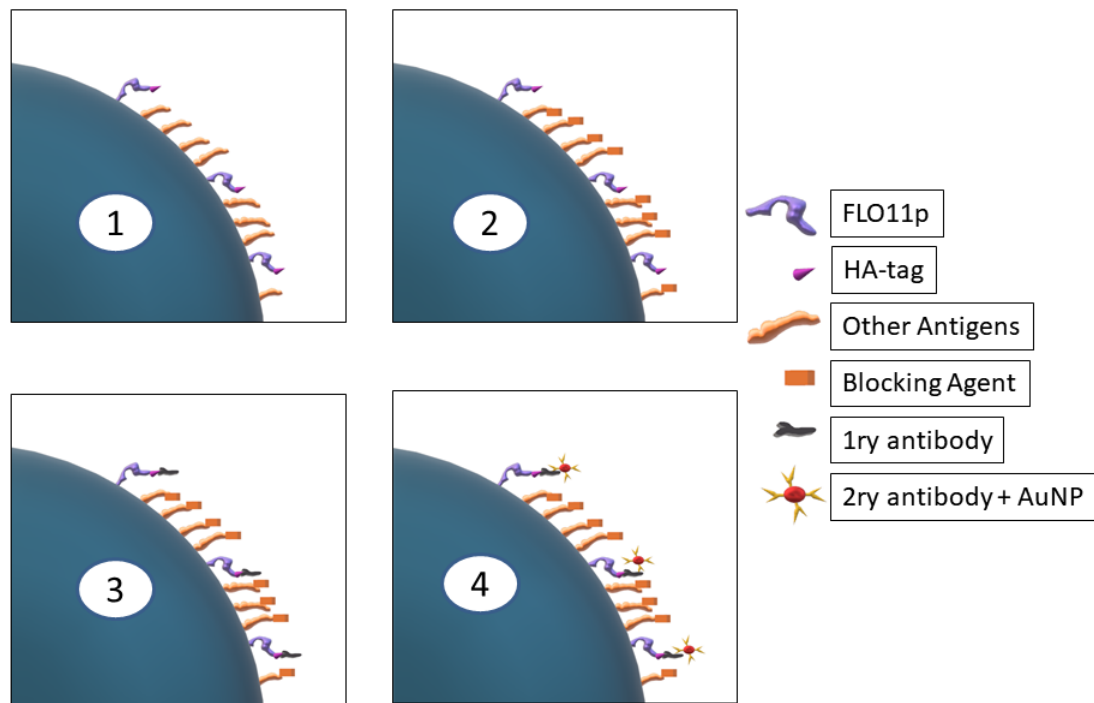 1
2
FLO11p
HA-tag
Other Antigens
Blocking Agent
1ry antibody
2ry antibody + AuNP
3
4